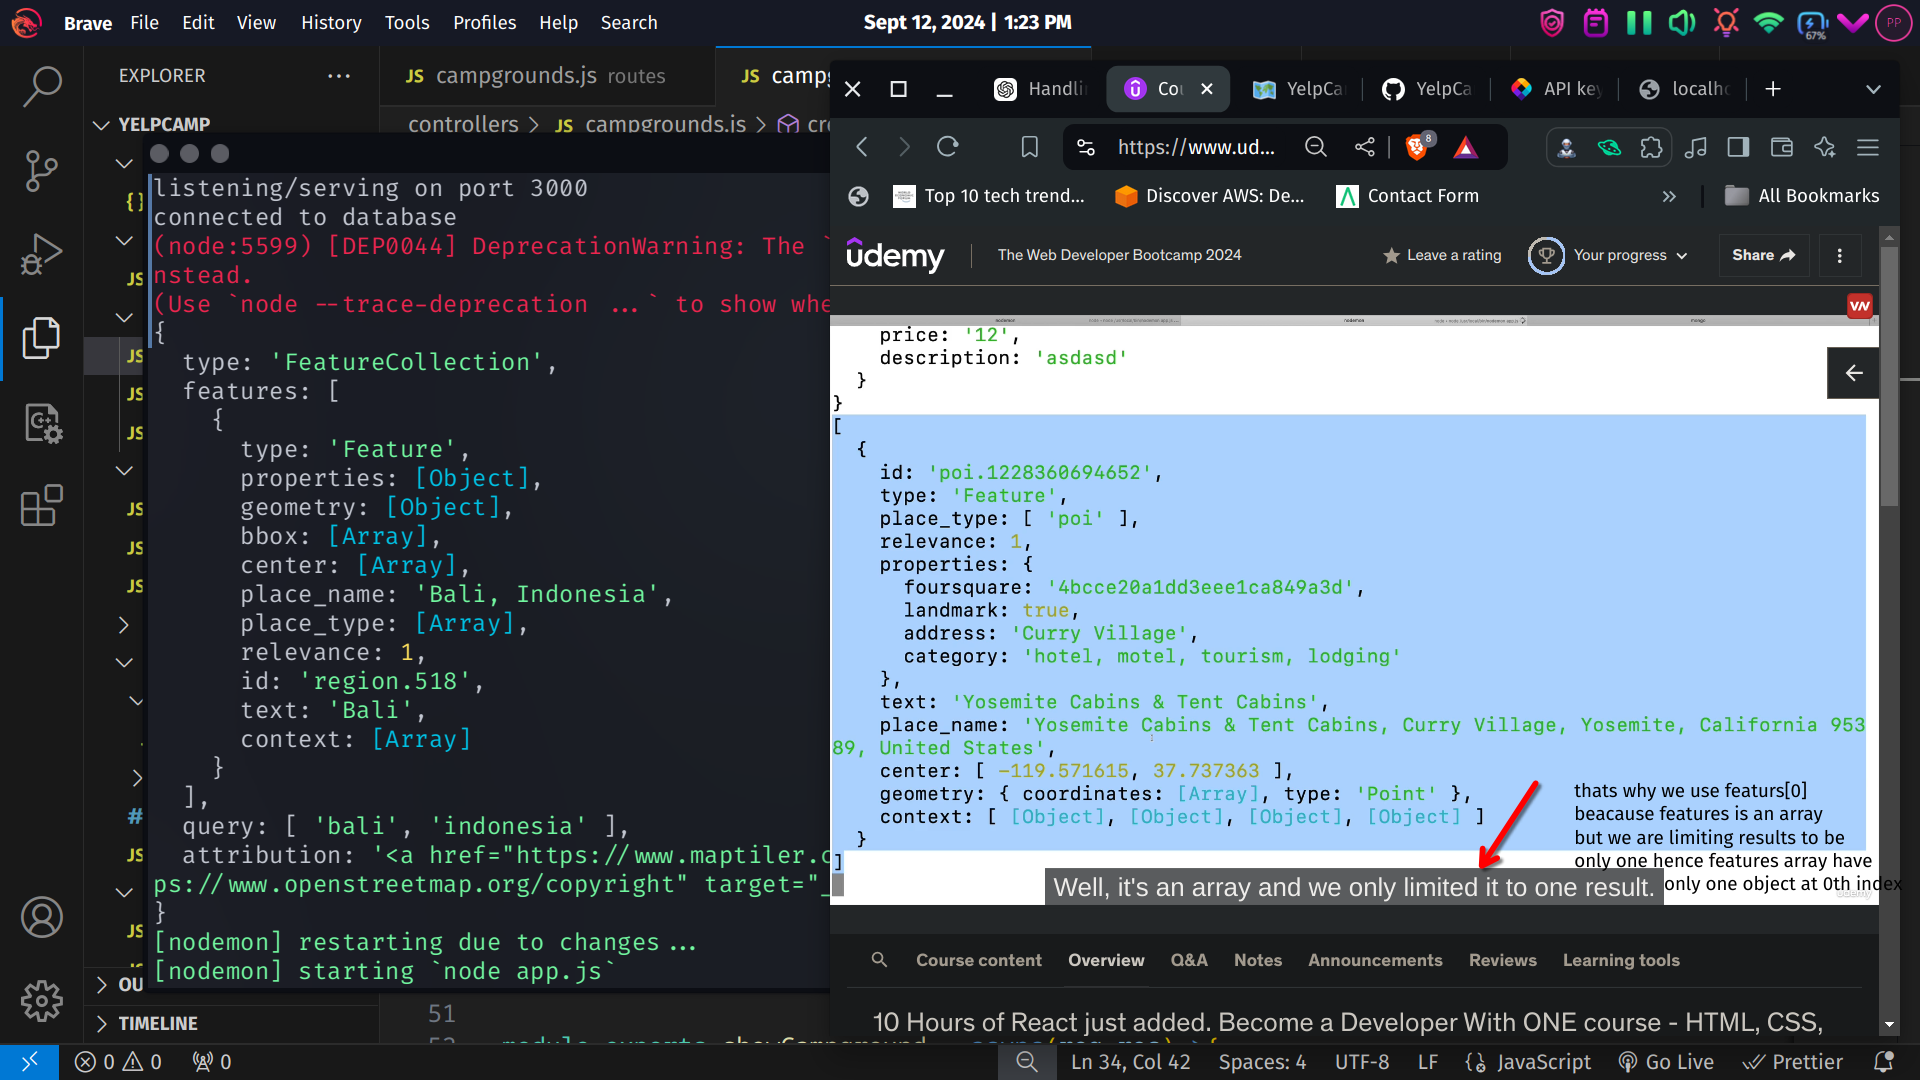 Brave File Edit View History Tools Profiles Help Search
Sept 12, 2024 | 1:23 PM
67%
PP
EXPLORER
JS campgrounds.js routes
JS camp
YELPCAMP
controllers > JS campgrounds.js >
listening/serving on port 3000
connected to database
(node:5599) [DEP0044] DeprecationWarning: The `
nstead.
(Use `node --trace-deprecation ...` to show whe
{
type: 'FeatureCollection',
features: [
{
type: 'Feature',
properties: [Object],
geometry: [Object],
bbox: [Array],
center: [Array],
place_name: 'Bali, Indonesia',
place_type: [Array],
relevance: 1,
id: 'region.518',
text: 'Bali',
context: [Array]
}
],
query: [ 'bali', 'indonesia' ],
attribution: '<a href="https://www.maptiler.c
ps://www.openstreetmap.org/copyright" target="_
}
[nodemon] restarting due to changes...
[nodemon] starting `node app.js`
OU
TIMELINE
51
Handli
Cou
YelpCa
YelpCa
API key
localho
https://www.ud...
8
Top 10 tech trend...
Discover AWS: De...
Contact Form
All Bookmarks
udemy
The Web Developer Bootcamp 2024
Leave a rating
Your progress
Share
price: '12',
description: 'asdasd'
}
}
[
{
id: 'poi.1228360694652',
type: 'Feature',
place_type: [ 'poi' ],
relevance: 1,
properties: {
foursquare: '4bcce20a1dd3eee1ca849a3d',
landmark: true,
address: 'Curry Village',
category: 'hotel, motel, tourism, lodging'
},
text: 'Yosemite Cabins & Tent Cabins',
place_name: 'Yosemite Cabins & Tent Cabins, Curry Village, Yosemite, California 953
89, United States',
center: [ -119.571615, 37.737363 ],
geometry: { coordinates: [Array], type: 'Point' },
context: [ [Object], [Object], [Object], [Object] ]
}
]
thats why we use featurs[0]
beacause features is an array
but we are limiting results to be
only one hence features array have
only one object at 0th index
Well, it's an array and we only limited it to one result.
Course content Overview Q&A Notes Announcements Reviews Learning tools
10 Hours of React just added. Become a Developer With ONE course - HTML, CSS,
0 0 0
Ln 34, Col 42 Spaces: 4 UTF-8 LF JavaScript Go Live Prettier